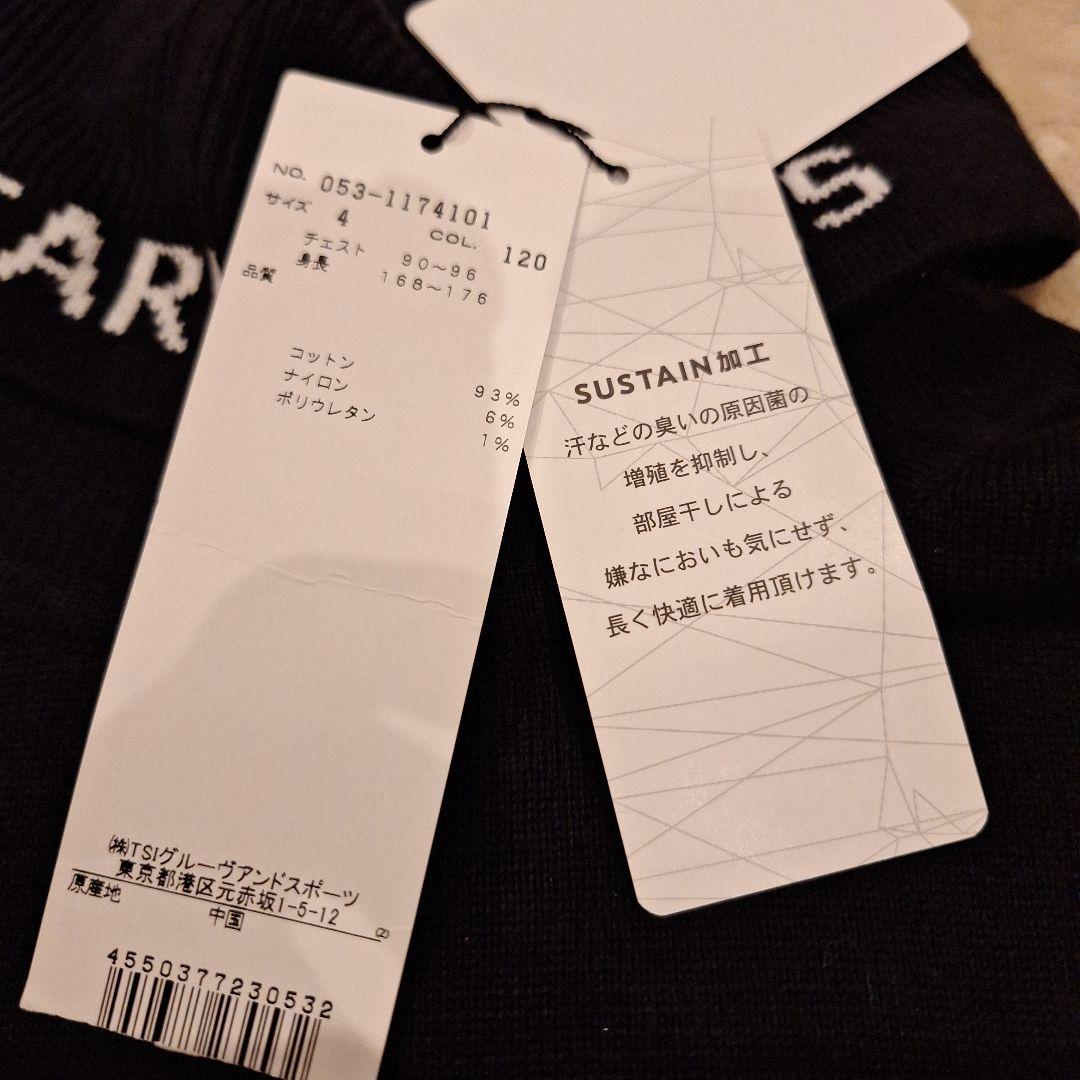 NO. 053-1174101
サイズ 4 COL. 120
チェスト 90～96
身長 168～176
品質
コットン 93%
ナイロン 6%
ポリウレタン 1%
㈱TSIグルーヴアンドスポーツ
東京都港区元赤坂1-5-12
原産地 中国 (2)
4550377230532
SUSTAIN加工
汗などの臭いの原因菌の
増殖を抑制し、
部屋干しによる
嫌なにおいも気にせず、
長く快適に着用頂けます。
AR
S